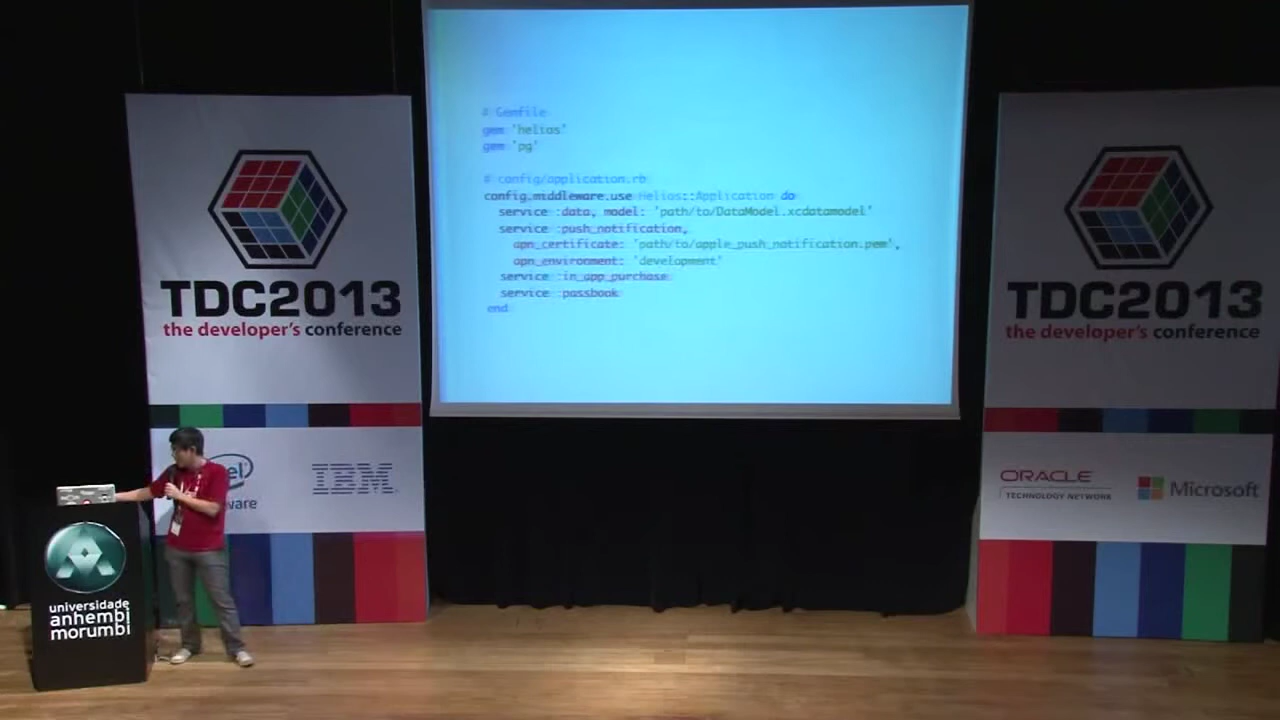 # Gemfile
gem 'helios'
gem 'pg'
# config/application.rb
config.middleware.use Helios::Application do
service :data, model: 'path/to/DataModel.xcdatamodel'
service :push_notification,
apn_certificate: 'path/to/apple_push_notification.pem',
apn_environment: 'development'
service :in_app_purchase
service :passbook
end
TDC2013
the developer's conference
IBM
TDC2013
the developer's conference
ORACLE
TECHNOLOGY NETWORK
Microsoft
universidade
anhembi
morumbi